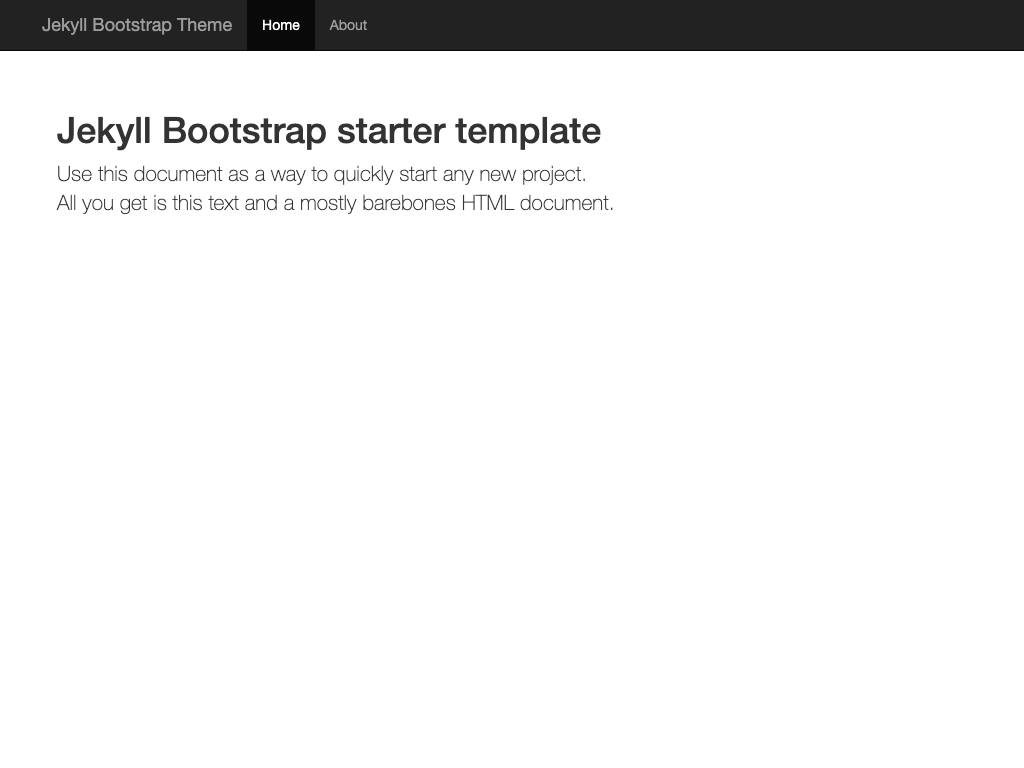 Jekyll Bootstrap Theme Home About
Jekyll Bootstrap starter template
Use this document as a way to quickly start any new project.
All you get is this text and a mostly barebones HTML document.